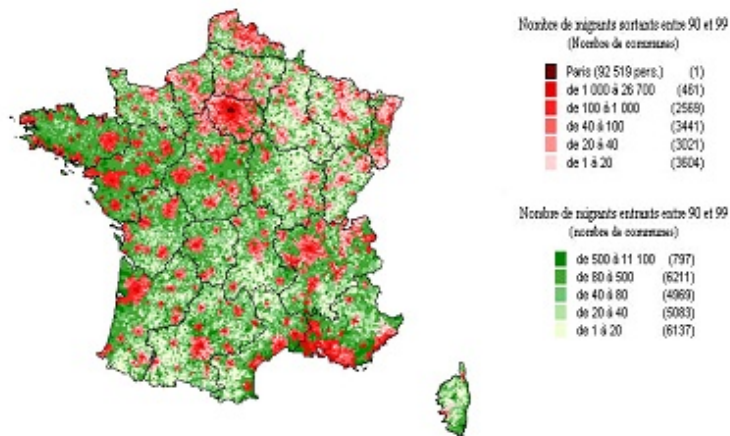 Nombre de migrants sortants entre 90 et 99
(Nombre de communes)
Paris (92 519 pers.) (1)
de 1 000 à 26 700 (461)
de 100 à 1 000 (2569)
de 40 à 100 (3441)
de 20 à 40 (3021)
de 1 à 20 (3604)
Nombre de migrants entrants entre 90 et 99
(nombre de communes)
de 500 à 11 100 (797)
de 80 à 500 (6211)
de 40 à 80 (4969)
de 20 à 40 (5083)
de 1 à 20 (6137)